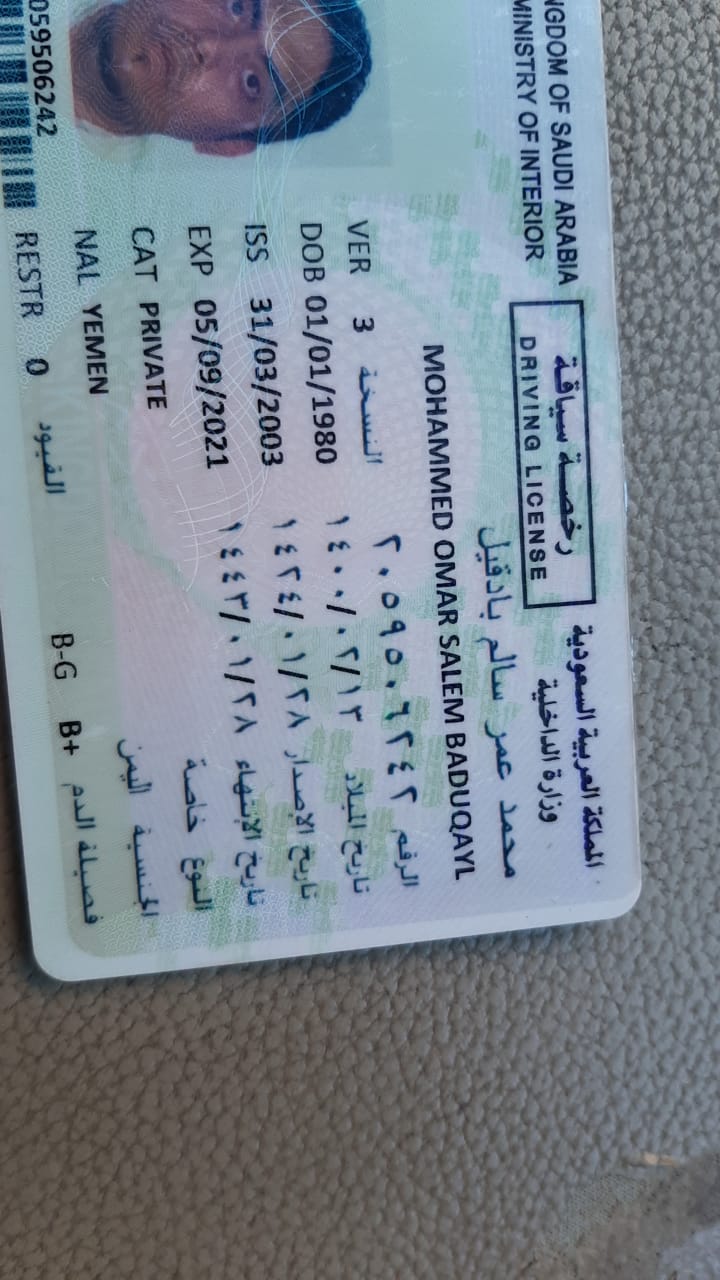 المملكة العربية السعودية
NGDOM OF SAUDI ARABIA
وزارة الداخلية
MINISTRY OF INTERIOR
رخصة سياقة
DRIVING LICENSE
محمد عمر سالم بادقيل
MOHAMMED OMAR SALEM BADUQAYL
الرقم ٢٠٥٩٥٠٦٢٤٢
VER 3 النسخة
DOB 01/01/1980 ١٤٠٠/٠٢/١٣ تاريخ الميلاد
ISS 31/03/2003 ١٤٢٤/٠١/٢٨ تاريخ الإصدار
EXP 05/09/2021 ١٤٤٣/٠١/٢٨ تاريخ الإنتهاء
CAT PRIVATE النوع خاصة
NAL YEMEN الجنسية اليمن
RESTR 0 القيود B-G B+ فصيلة الدم
059506242